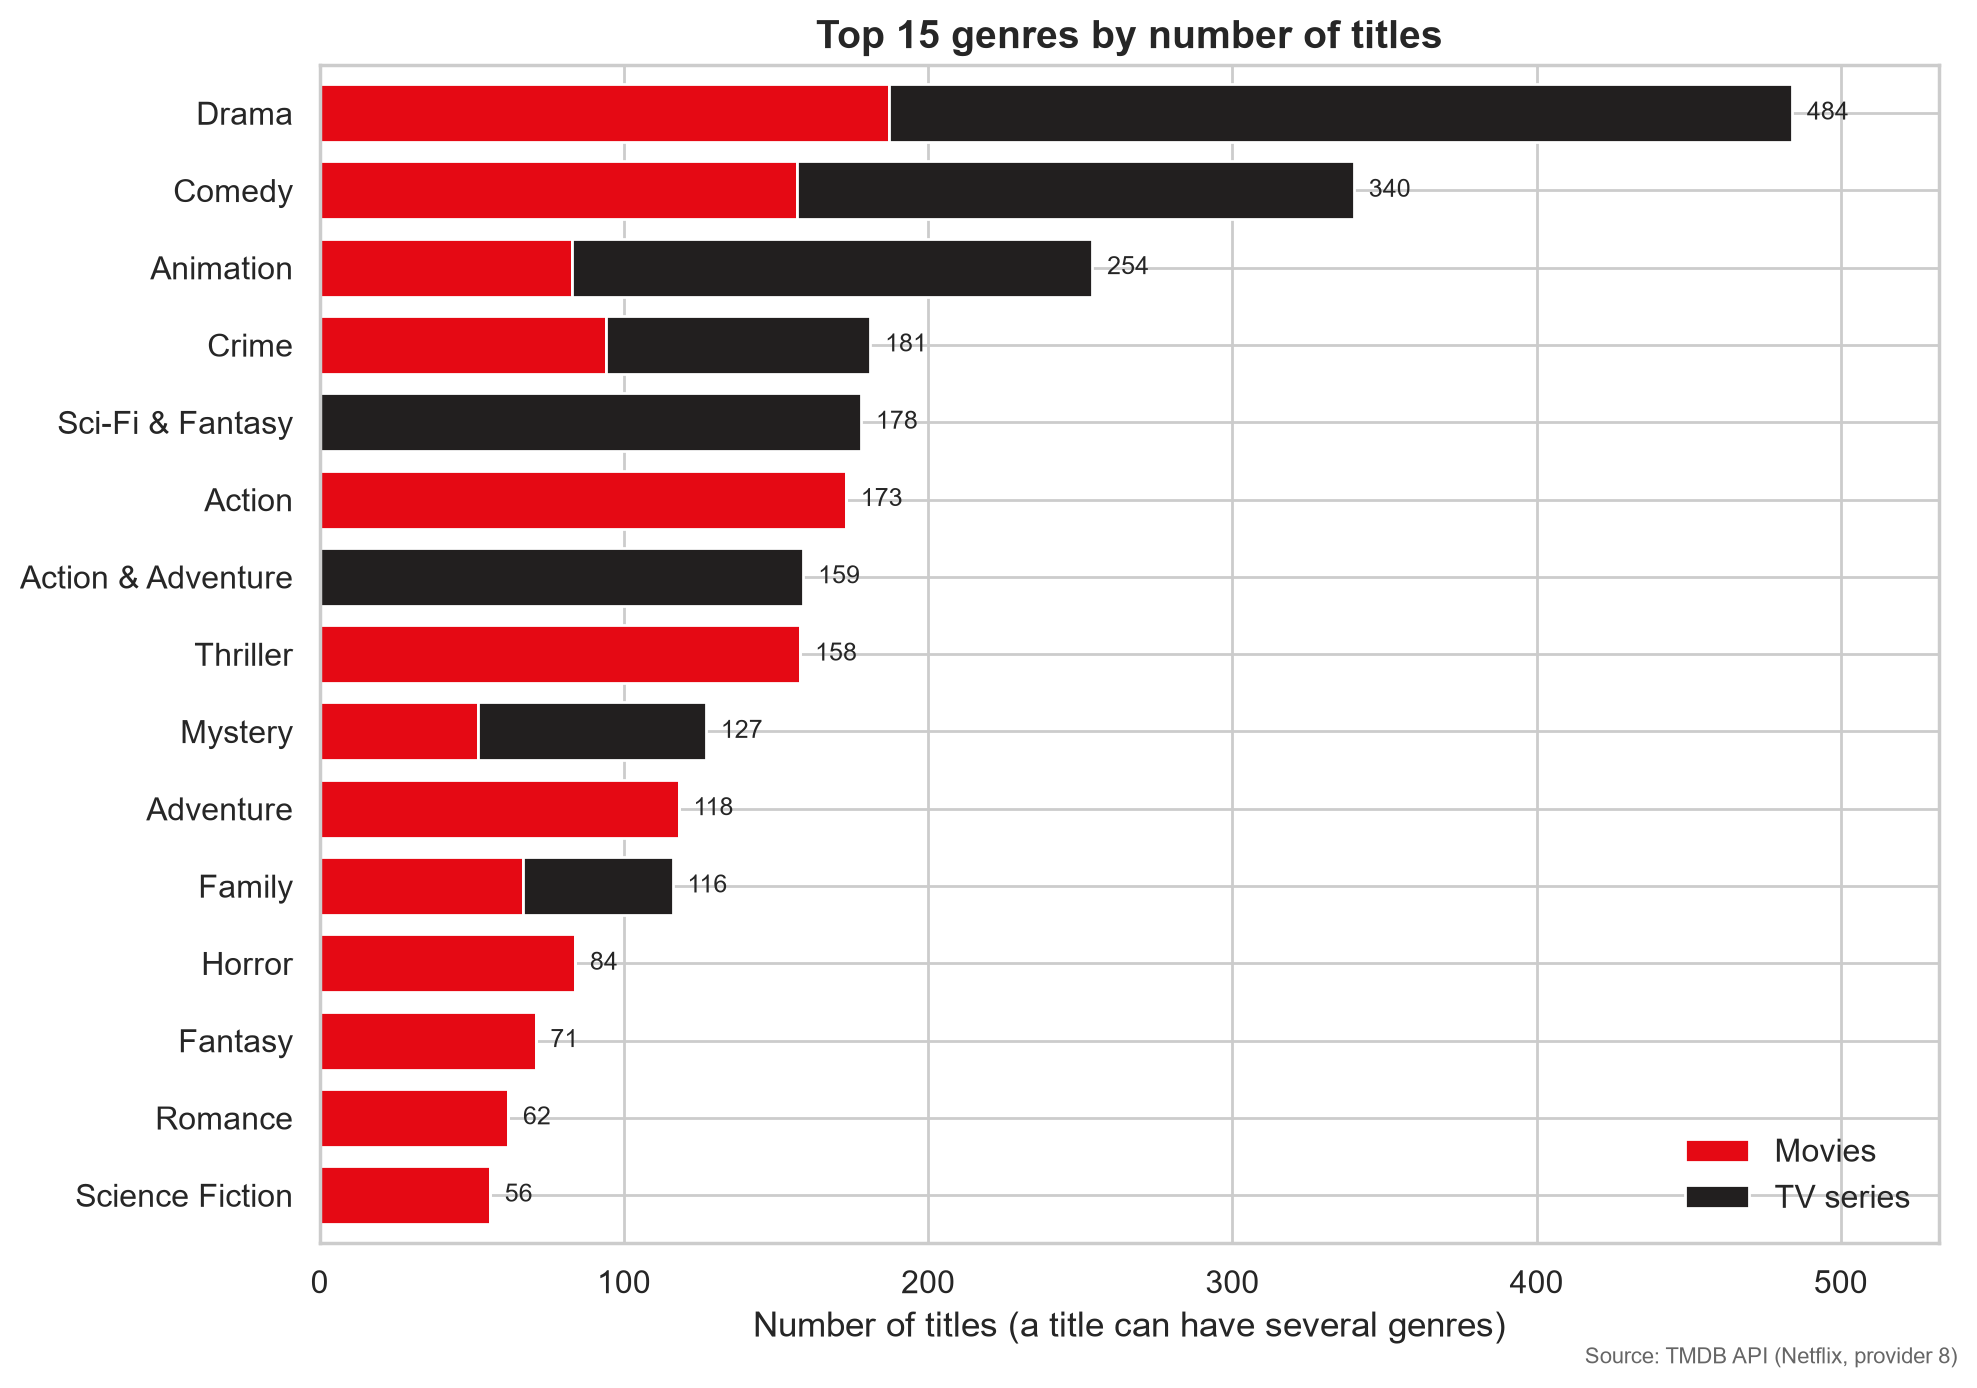 Top 15 genres by number of titles
Drama 484
Comedy 340
Animation 254
Crime 181
Sci-Fi & Fantasy 178
Action 173
Action & Adventure 159
Thriller 158
Mystery 127
Adventure 118
Family 116
Horror 84
Fantasy 71
Romance 62
Movies
Science Fiction 56
TV series
0 100 200 300 400 500
Number of titles (a title can have several genres)
Source: TMDB API (Netflix, provider 8)